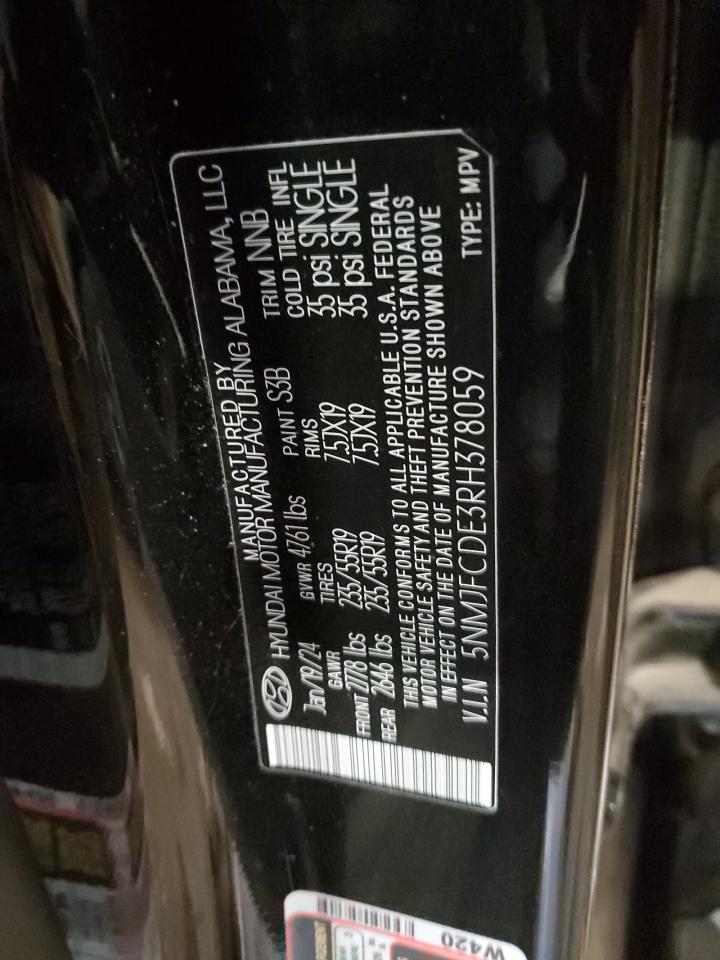 MANUFACTURED BY
HYUNDAI MOTOR MANUFACTURING ALABAMA, LLC
Jan/19/24 GVWR 4761 lbs PAINT S3B TRIM NNB
GAWR TIRES RIMS COLD TIRE INFL
FRONT 2778 lbs 235/55R19 7.5JX19 35 psi SINGLE
REAR 2646 lbs 235/55R19 7.5JX19 35 psi SINGLE
THIS VEHICLE CONFORMS TO ALL APPLICABLE U.S.A. FEDERAL
MOTOR VEHICLE SAFETY AND THEFT PREVENTION STANDARDS
IN EFFECT ON THE DATE OF MANUFACTURE SHOWN ABOVE
V.I.N 5NMJFCDE3RH378059 TYPE: MPV
W420